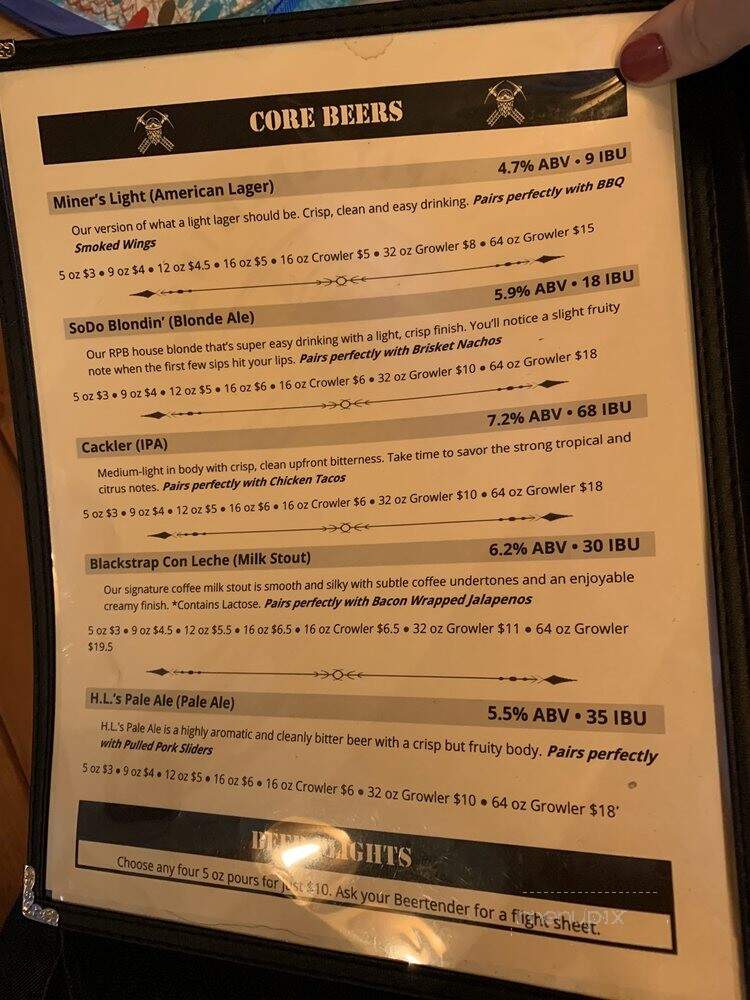 CORE BEERS
Miner's Light (American Lager) 4.7% ABV • 9 IBU
Our version of what a light lager should be. Crisp, clean and easy drinking. Pairs perfectly with BBQ
Smoked Wings
5 oz $3 • 9 oz $4 • 12 oz $4.5 • 16 oz $5 • 16 oz Crowler $5 • 32 oz Growler $8 • 64 oz Growler $15
SoDo Blondin' (Blonde Ale) 5.9% ABV • 18 IBU
Our RPB house blonde that's super easy drinking with a light, crisp finish. You'll notice a slight fruity
note when the first few sips hit your lips. Pairs perfectly with Brisket Nachos
5 oz $3 • 9 oz $4 • 12 oz $5 • 16 oz $6 • 16 oz Crowler $6 • 32 oz Growler $10 • 64 oz Growler $18
Cackler (IPA) 7.2% ABV • 68 IBU
Medium-light in body with crisp, clean upfront bitterness. Take time to savor the strong tropical and
citrus notes. Pairs perfectly with Chicken Tacos
5 oz $3 • 9 oz $4 • 12 oz $5 • 16 oz $6 • 16 oz Crowler $6 • 32 oz Growler $10 • 64 oz Growler $18
Blackstrap Con Leche (Milk Stout) 6.2% ABV • 30 IBU
Our signature coffee milk stout is smooth and silky with subtle coffee undertones and an enjoyable
creamy finish. *Contains Lactose. Pairs perfectly with Bacon Wrapped Jalapenos
5 oz $3 • 9 oz $4.5 • 12 oz $5.5 • 16 oz $6.5 • 16 oz Crowler $6.5 • 32 oz Growler $11 • 64 oz Growler
$19.5
H.L.'s Pale Ale (Pale Ale) 5.5% ABV • 35 IBU
H.L.'s Pale Ale is a highly aromatic and cleanly bitter beer with a crisp but fruity body. Pairs perfectly
with Pulled Pork Sliders
5 oz $3 • 9 oz $4 • 12 oz $5 • 16 oz $6 • 16 oz Crowler $6 • 32 oz Growler $10 • 64 oz Growler $18'
BEER FLIGHTS
Choose any four 5 oz pours for just $10. Ask your Beertender for a flight sheet.
menupix